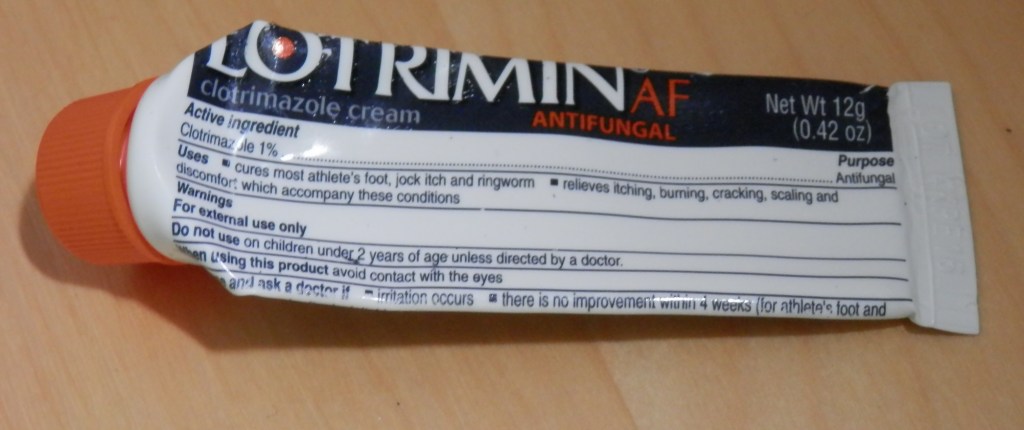 LOTRIMIN AF
clotrimazole cream
ANTIFUNGAL
Net Wt 12g
(0.42 oz)
Active ingredient
Purpose
Clotrimazole 1%
Antifungal
Uses ▪ cures most athlete's foot, jock itch and ringworm ▪ relieves itching, burning, cracking, scaling and
discomfort which accompany these conditions
Warnings
For external use only
Do not use on children under 2 years of age unless directed by a doctor.
using this product avoid contact with the eyes
and ask a doctor if ▪ irritation occurs ▪ there is no improvement within 4 weeks (for athlete's foot and